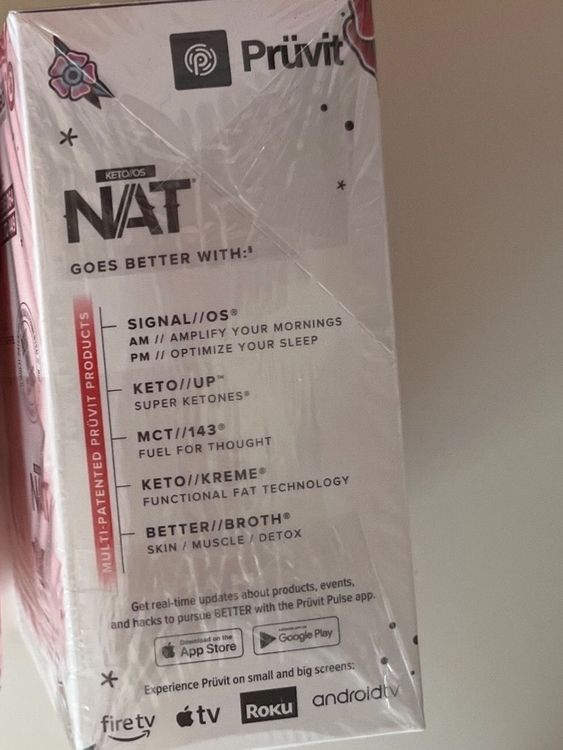 Prüvit
KETO//OS
NAT®
GOES BETTER WITH:§
MULTI-PATENTED PRÜVIT PRODUCTS
SIGNAL//OS®
AM // AMPLIFY YOUR MORNINGS
PM // OPTIMIZE YOUR SLEEP
KETO//UP™
SUPER KETONES®
MCT//143®
FUEL FOR THOUGHT
KETO//KREME®
FUNCTIONAL FAT TECHNOLOGY
BETTER//BROTH®
SKIN / MUSCLE / DETOX
Get real-time updates about products, events,
and hacks to pursue BETTER with the Prüvit Pulse app.
Download on the
App Store
Google Play
Experience Prüvit on small and big screens:
firetv
tv
ROKU
androidtv
NAT